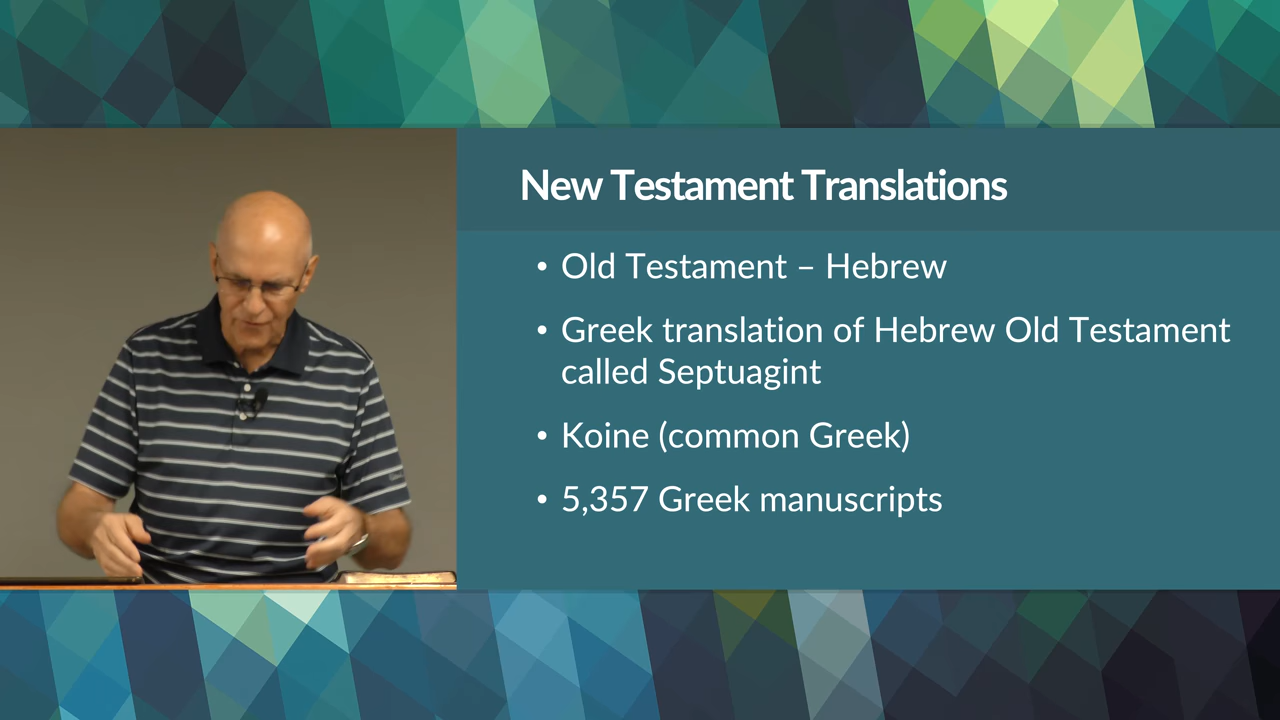 New Testament Translations
• Old Testament – Hebrew
• Greek translation of Hebrew Old Testament
called Septuagint
• Koine (common Greek)
• 5,357 Greek manuscripts